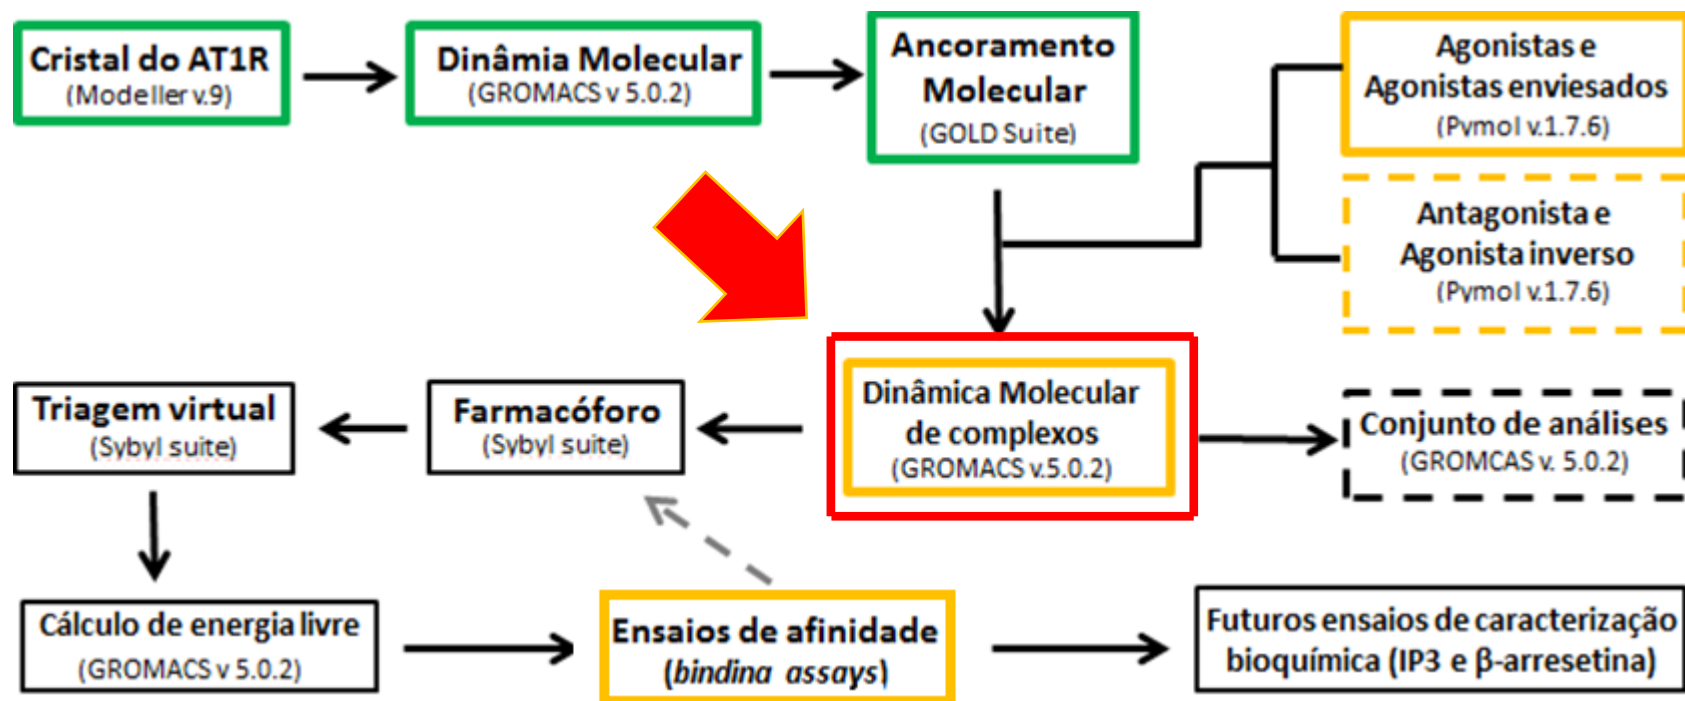 Cristal do AT1R
(Modeller v.9)
Dinâmia Molecular
(GROMACS v 5.0.2)
Ancoramento
Molecular
(GOLD Suite)
Agonistas e
Agonistas enviesados
(Pymol v.1.7.6)
Antagonista e
Agonista inverso
(Pymol v.1.7.6)
Triagem virtual
(Sybyl suite)
Farmacóforo
(Sybyl suite)
Dinâmica Molecular
de complexos
(GROMACS v.5.0.2)
Conjunto de análises
(GROMCAS v. 5.0.2)
Cálculo de energia livre
(GROMACS v 5.0.2)
Ensaios de afinidade
(bindina assays)
Futuros ensaios de caracterização
bioquímica (IP3 e β-arresetina)